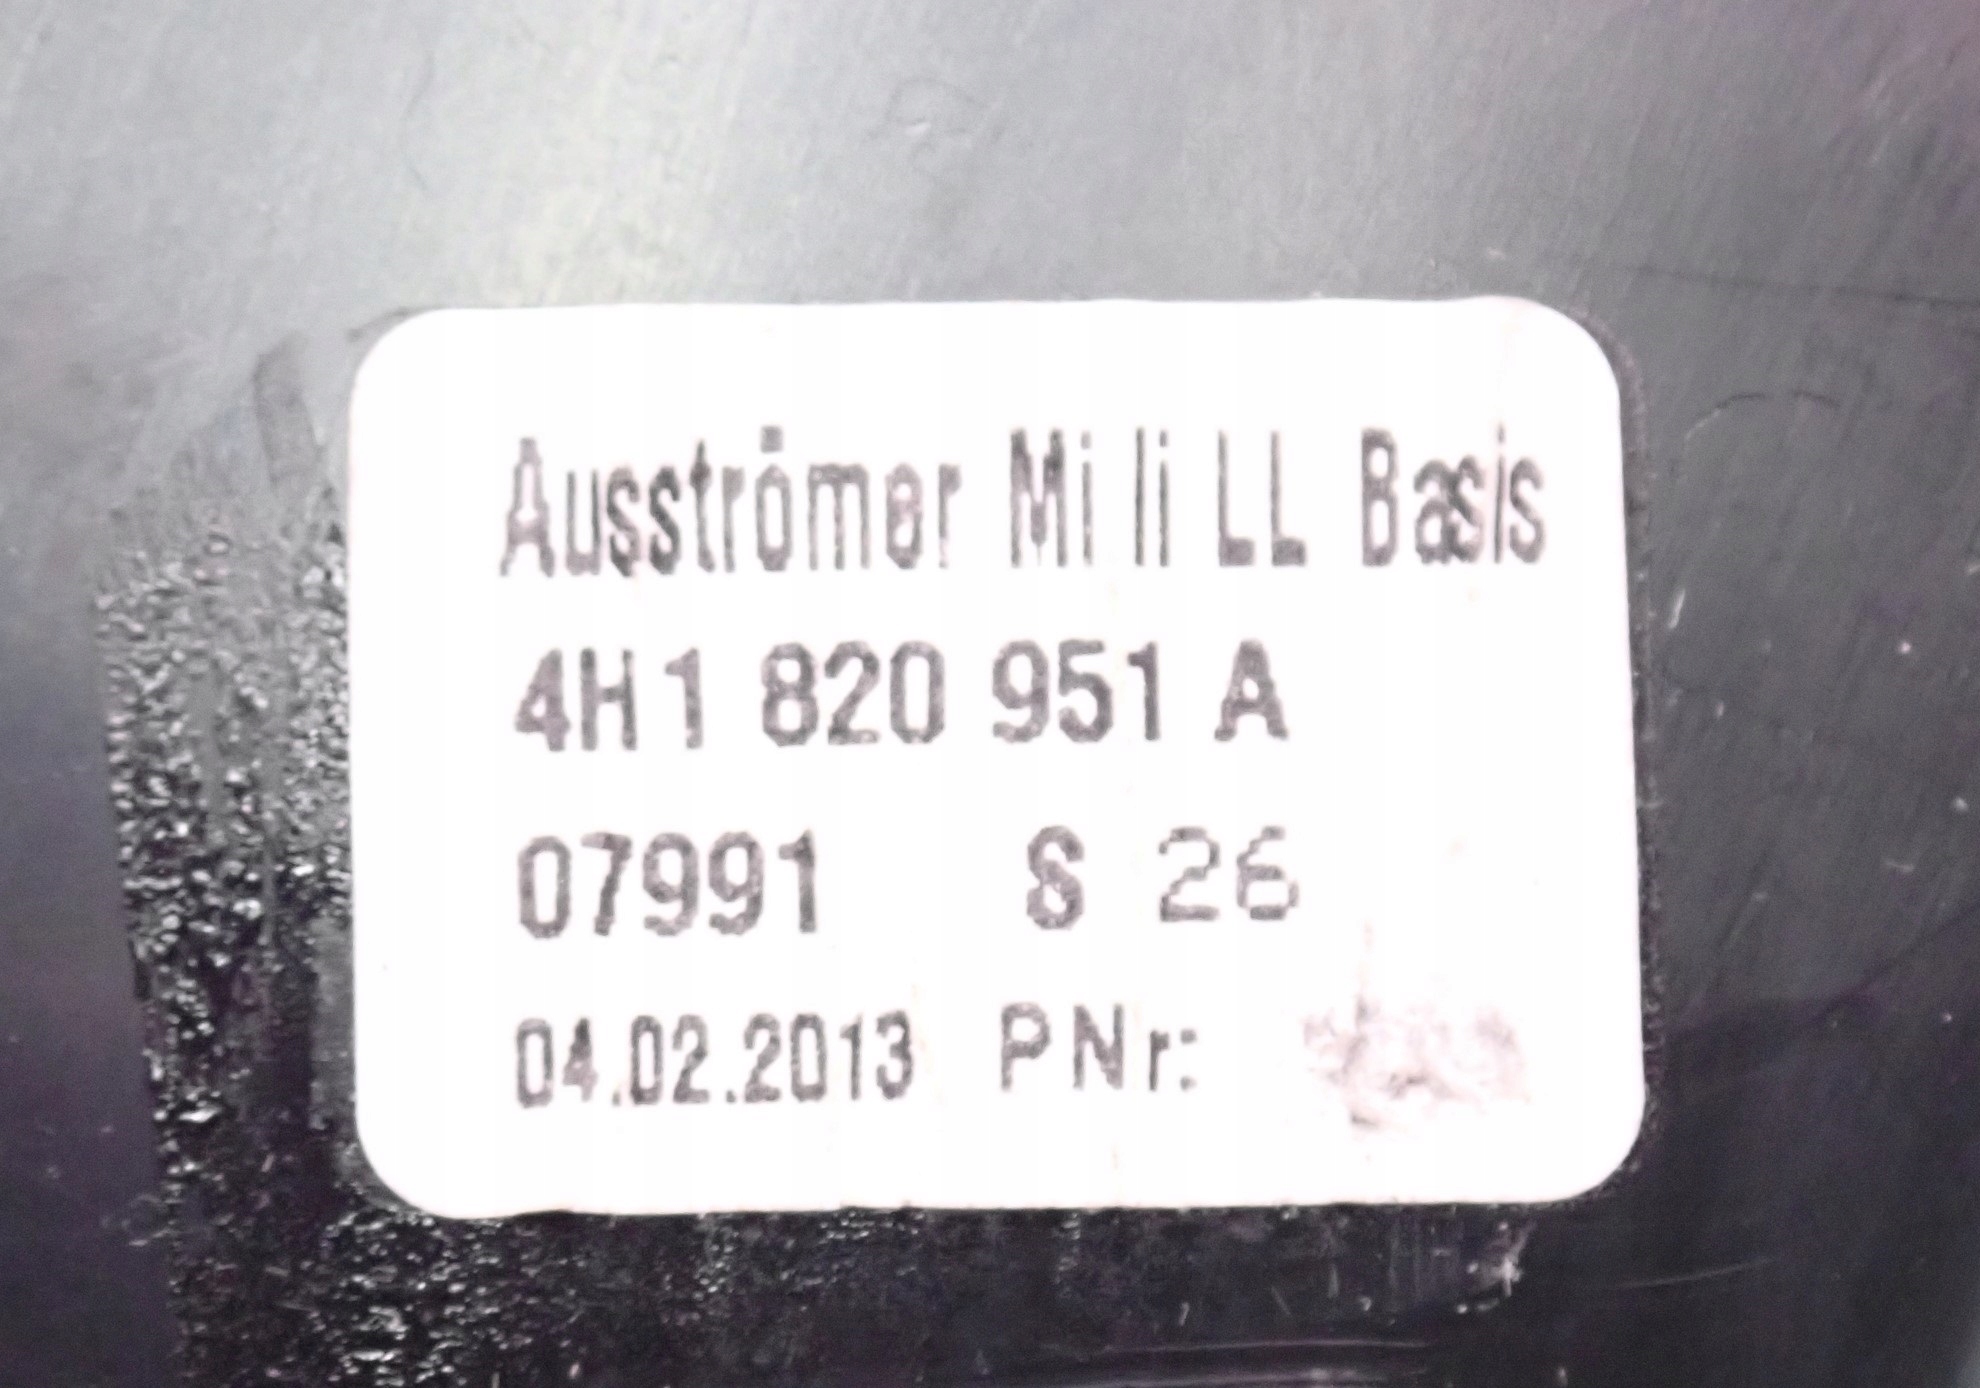 Ausströmer Mi li LL Basis
4H1 820 951 A
07991 S 26
04.02.2013 PNr: